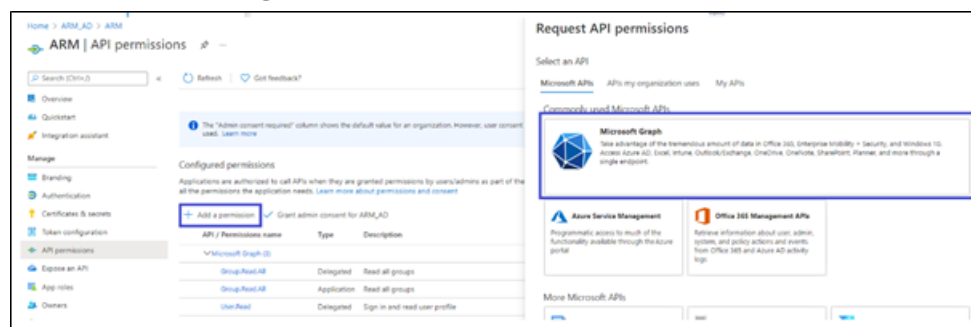 Home > ARM_AD > ARM
ARM | API permissions
Search (Ctrl+/)
Refresh
Got feedback?
Overview
Quickstart
Integration assistant
Manage
Branding
Authentication
Certificates & secrets
Token configuration
API permissions
Expose an API
App roles
Owners
The "Admin consent required" column shows the default value for an organization. However, user consent
used. Learn more
Configured permissions
Applications are authorized to call APIs when they are granted permissions by users/admins as part of the
all the permissions the application needs. Learn more about permissions and consent
Add a permission
Grant admin consent for ARM_AD
API / Permissions name Type Description
Microsoft Graph (3)
Group.Read.All Delegated Read all groups
Group.Read.All Application Read all groups
User.Read Delegated Sign in and read user profile
Request API permissions
Select an API
Microsoft APIs APIs my organization uses My APIs
Commonly used Microsoft APIs
Microsoft Graph
Take advantage of the tremendous amount of data in Office 365, Enterprise Mobility + Security, and Windows 10.
Access Azure AD, Excel, Intune, Outlook/Exchange, OneDrive, OneNote, SharePoint, Planner, and more through a
single endpoint.
Azure Service Management
Programmatic access to much of the
functionality available through the Azure
portal
Office 365 Management APIs
Retrieve information about user, admin,
system, and policy actions and events
from Office 365 and Azure AD activity
logs
More Microsoft APIs